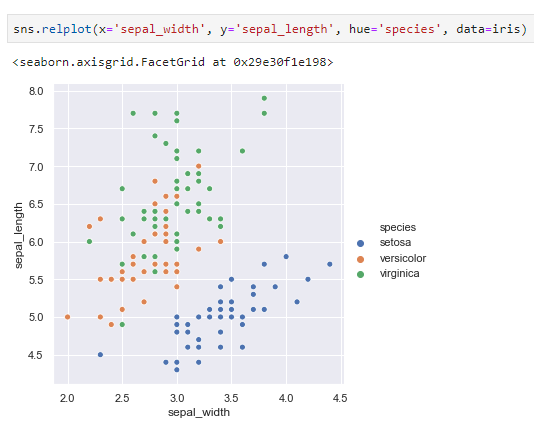 sns.relplot(x='sepal_width', y='sepal_length', hue='species', data=iris)
<seaborn.axisgrid.FacetGrid at 0x29e30f1e198>
8.0
7.5
7.0
6.5
6.0
5.5
5.0
4.5
sepal_length
species
setosa
versicolor
virginica
2.0 2.5 3.0 3.5 4.0 4.5
sepal_width